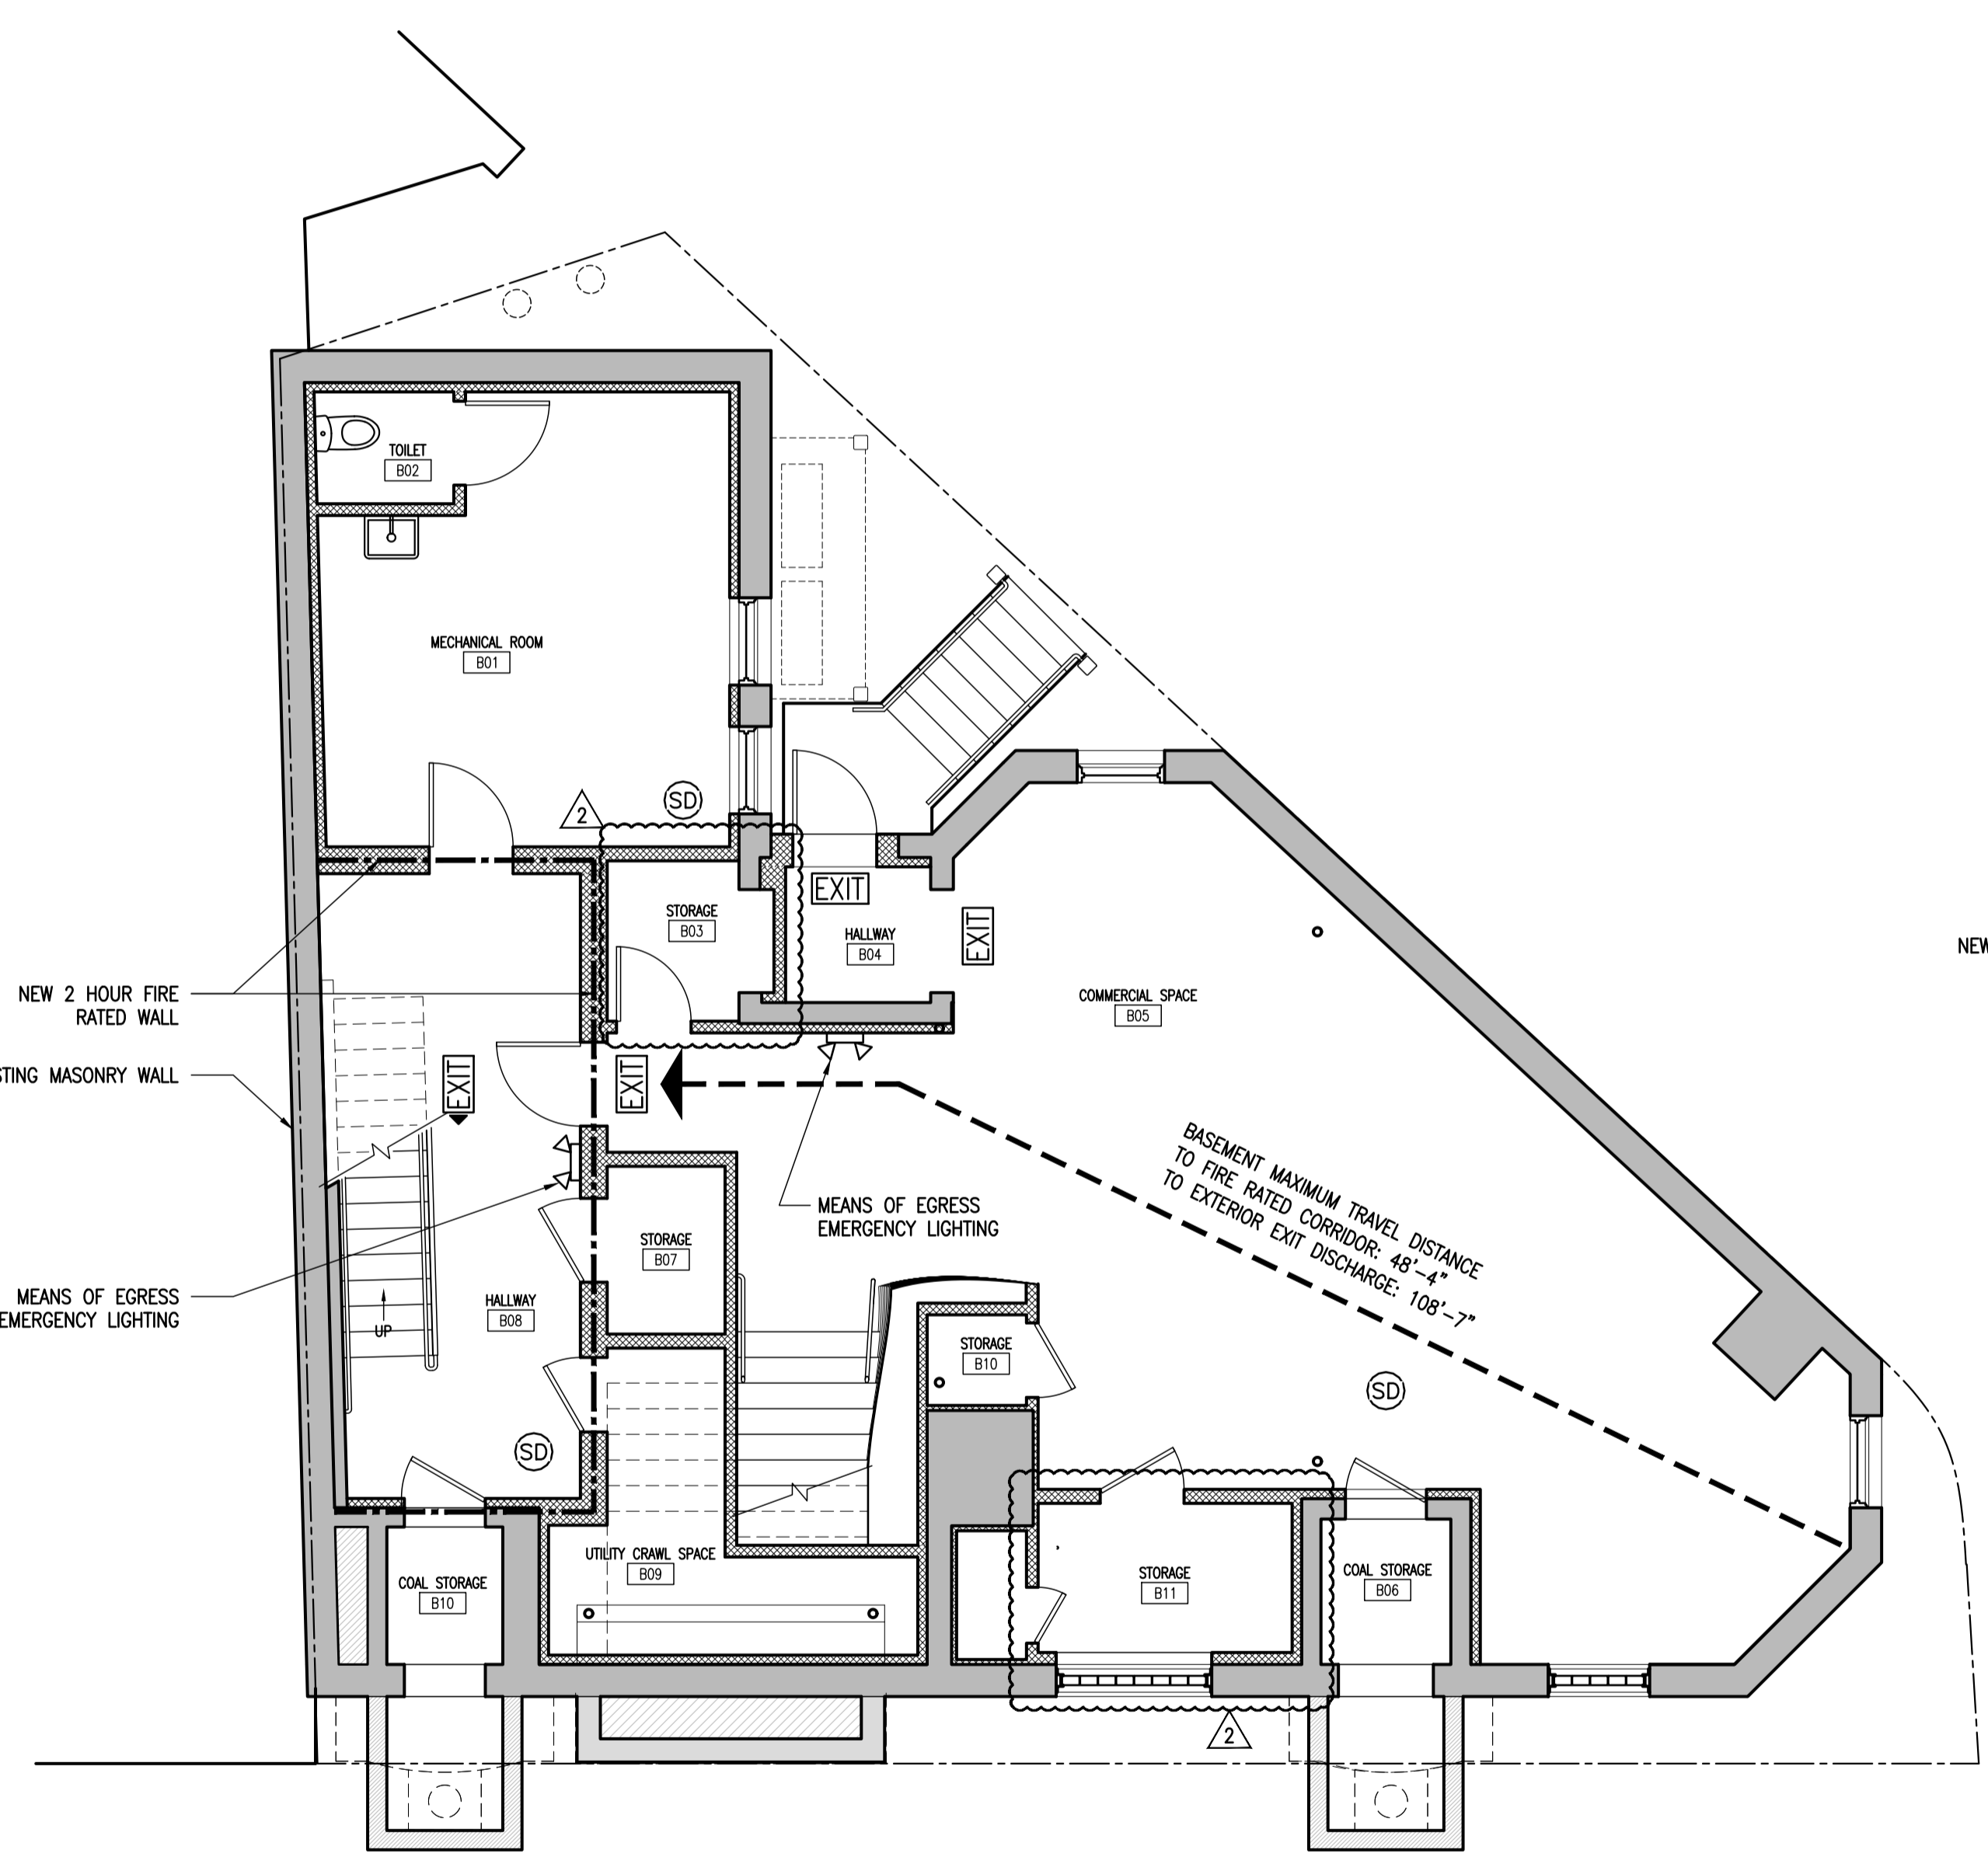 TOILET
B02
MECHANICAL ROOM
B01
2
SD
EXIT
STORAGE
B03
HALLWAY
B04
EXIT
NEW
COMMERCIAL SPACE
B05
NEW 2 HOUR FIRE
RATED WALL
STING MASONRY WALL
EXIT
EXIT
BASEMENT MAXIMUM TRAVEL DISTANCE
TO FIRE RATED CORRIDOR: 48'-4"
TO EXTERIOR EXIT DISCHARGE: 108'-7"
MEANS OF EGRESS
EMERGENCY LIGHTING
STORAGE
B07
MEANS OF EGRESS
EMERGENCY LIGHTING
HALLWAY
B08
UP
STORAGE
B10
SD
SD
UTILITY CRAWL SPACE
B09
COAL STORAGE
B10
STORAGE
B11
COAL STORAGE
B06
2